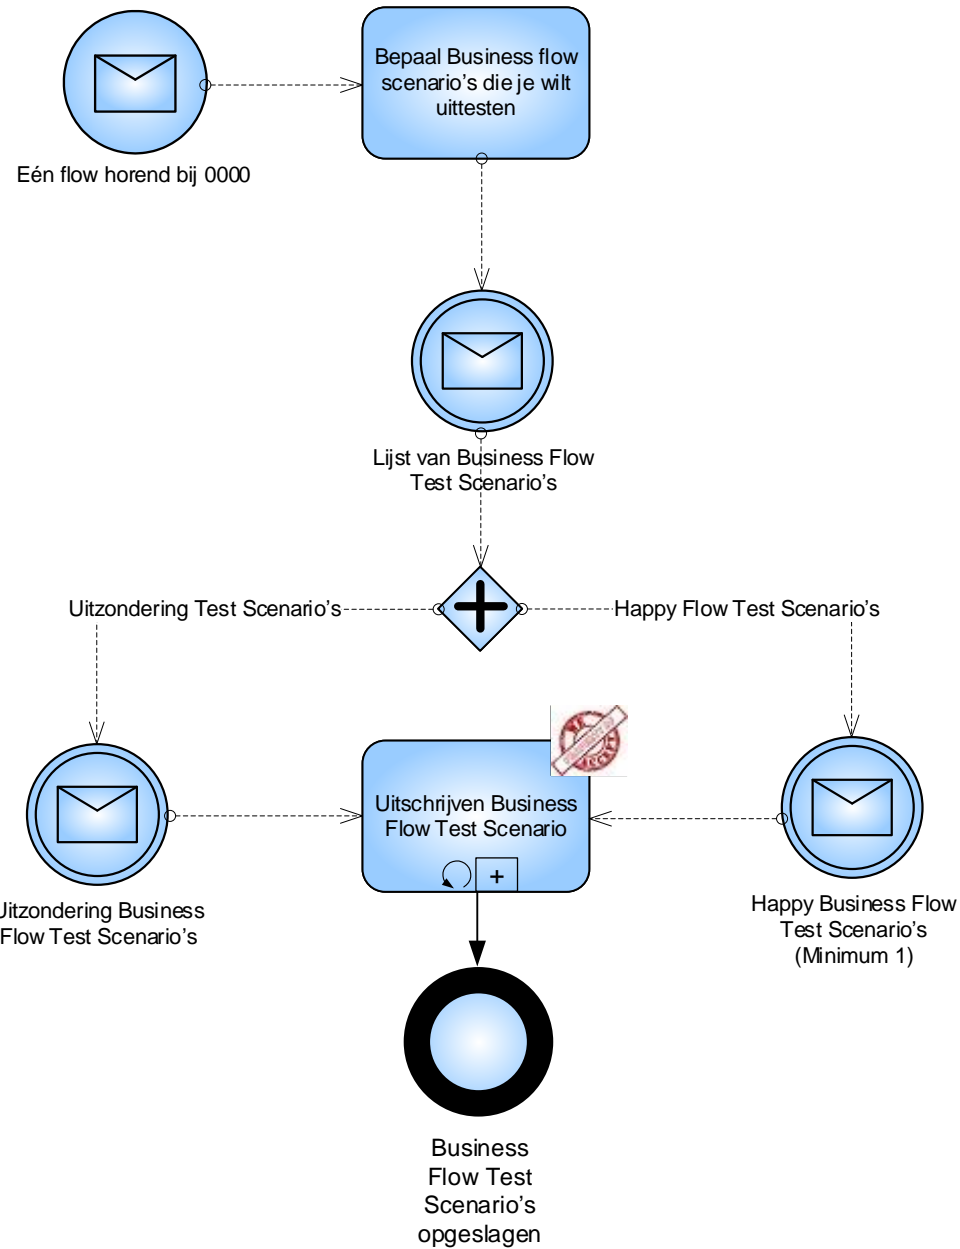 Bepaal Business flow
scenario's die je wilt
uittesten
Eén flow horend bij 0000
Lijst van Business Flow
Test Scenario's
Uitzondering Test Scenario's
Happy Flow Test Scenario's
Uitschrijven Business
Flow Test Scenario
+
Uitzondering Business
Flow Test Scenario's
Happy Business Flow
Test Scenario's
(Minimum 1)
Business
Flow Test
Scenario's
opgeslagen